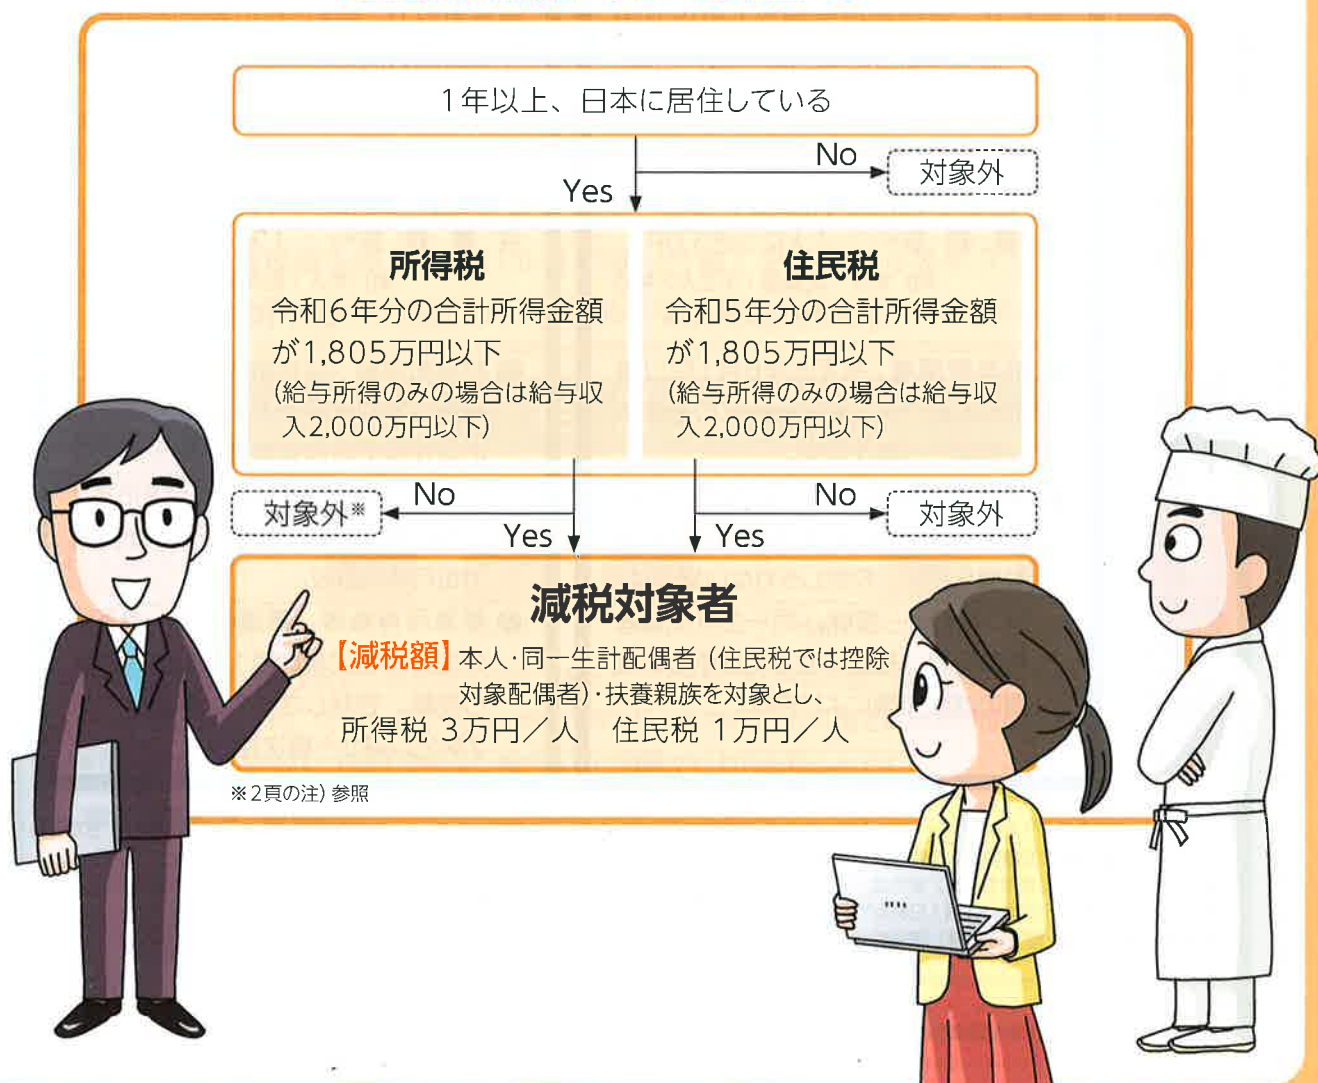 1年以上、日本に居住している
No
対象外
Yes
所得税
令和6年分の合計所得金額
が1,805万円以下
(給与所得のみの場合は給与収
入2,000万円以下)
住民税
令和5年分の合計所得金額
が1,805万円以下
(給与所得のみの場合は給与収
入2,000万円以下)
対象外※
No
Yes
No
対象外
Yes
減税対象者
【減税額】本人・同一生計配偶者(住民税では控除
対象配偶者)・扶養親族を対象とし、
所得税 3万円/人 住民税 1万円/人
※2頁の注)参照